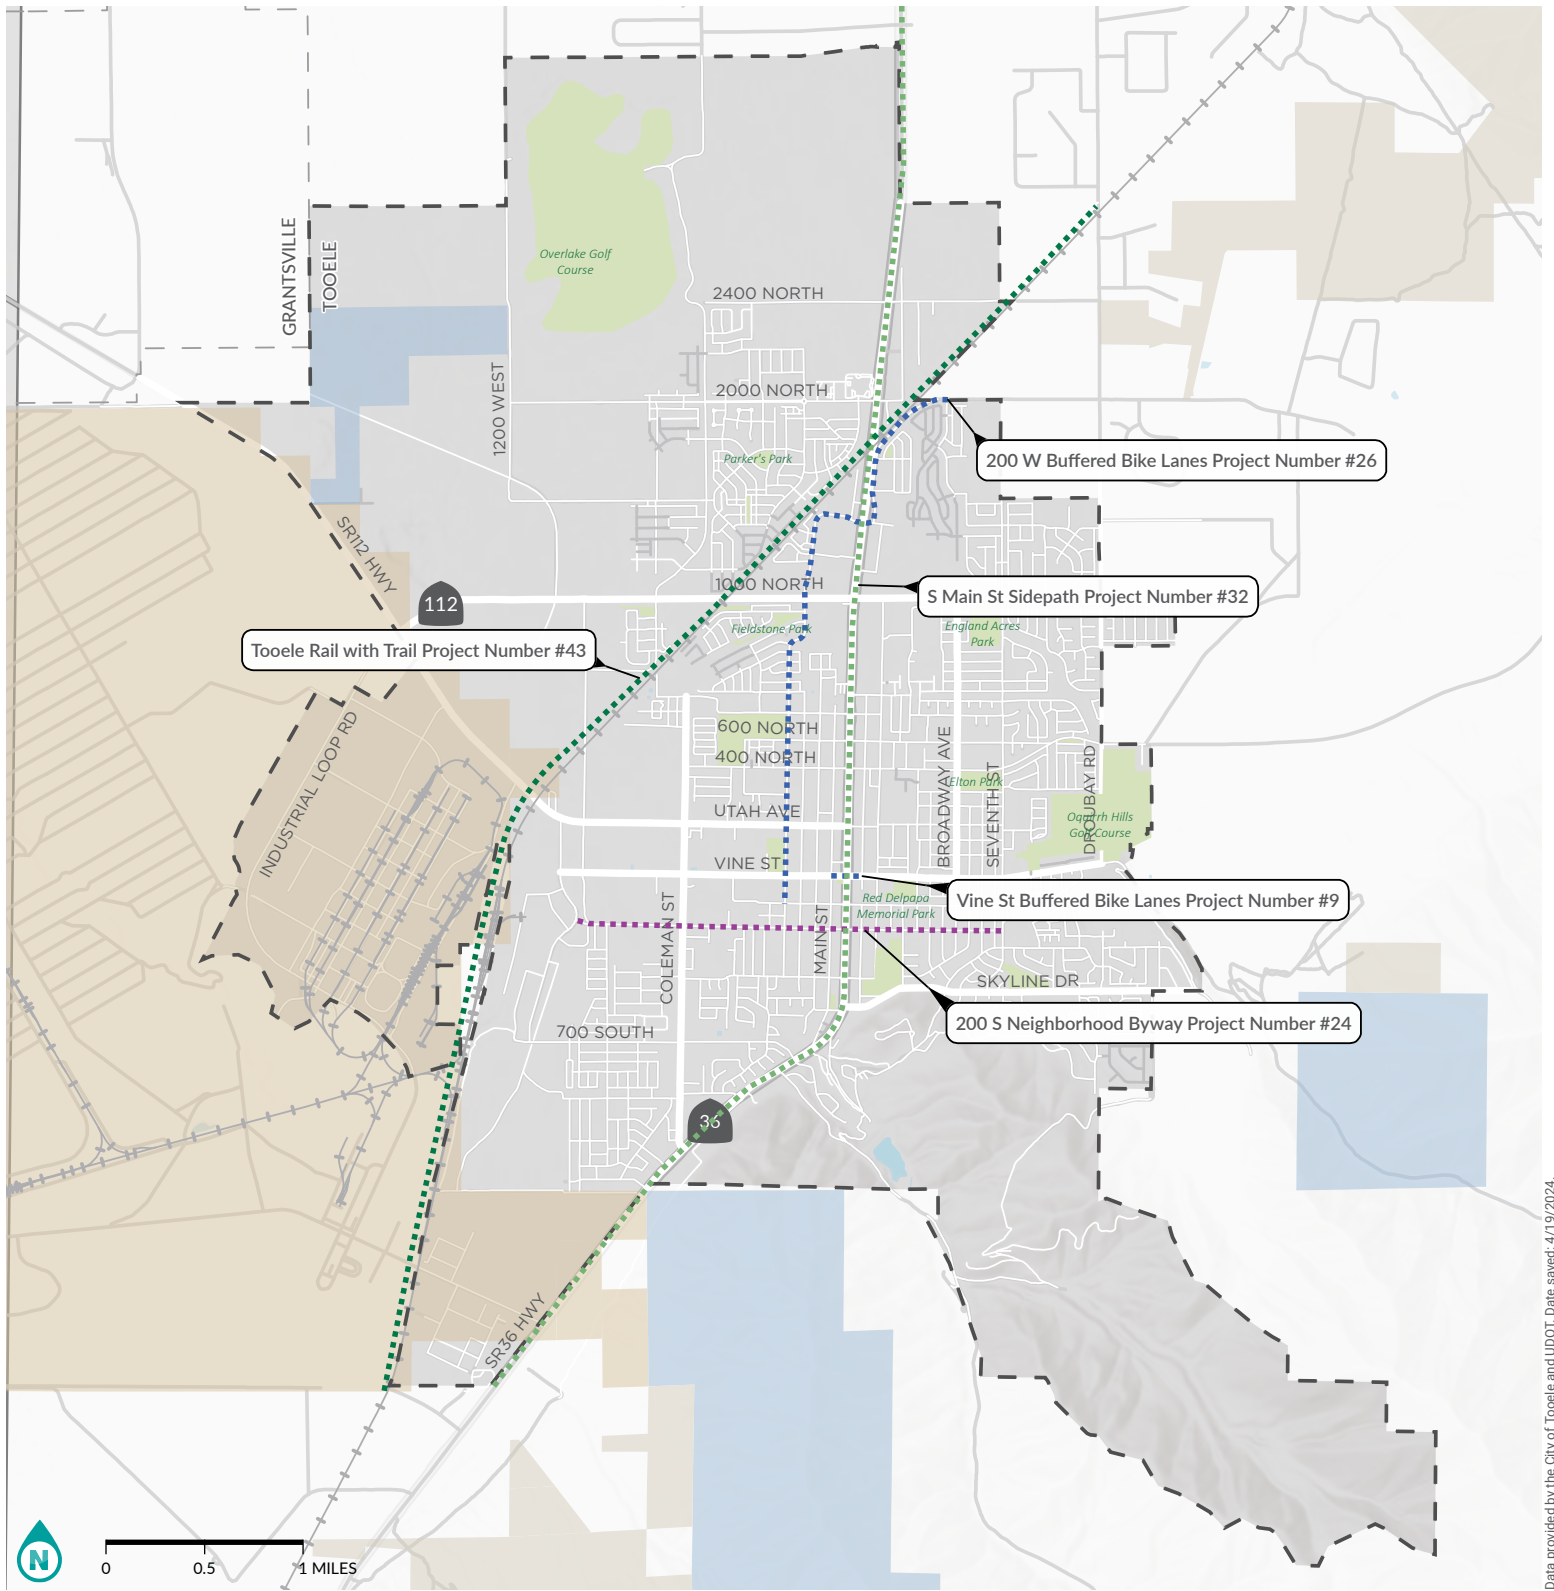 Overlake Golf
Course
GRANTSVILLE
TOOELE
2400 NORTH
1200 WEST
2000 NORTH
Parker's Park
200 W Buffered Bike Lanes Project Number #26
SR112 HWY
112
1000 NORTH
S Main St Sidepath Project Number #32
Fieldstone Park
England Acres
Park
Tooele Rail with Trail Project Number #43
INDUSTRIAL LOOP RD
600 NORTH
400 NORTH
BROADWAY AVE
SEVENTH ST
Elton Park
DROUBAY RD
Oquirrh Hills
Golf Course
UTAH AVE
VINE ST
Vine St Buffered Bike Lanes Project Number #9
Red Delpapa
Memorial Park
COLEMAN ST
MAIN ST
SKYLINE DR
200 S Neighborhood Byway Project Number #24
700 SOUTH
36
SR36 HWY
N
0 0.5 1 MILES
Data provided by the City of Tooele and UDOT. Date saved: 4/19/2024.